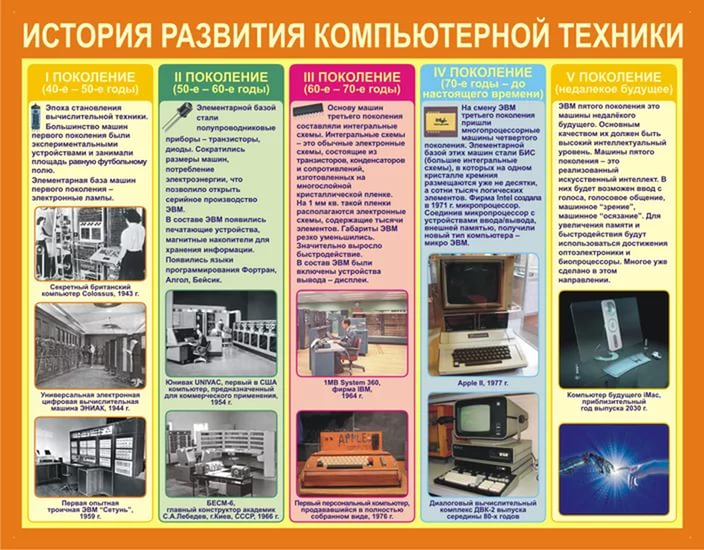 ИСТОРИЯ РАЗВИТИЯ КОМПЬЮТЕРНОЙ ТЕХНИКИ
I ПОКОЛЕНИЕ
(40-е – 50-е годы)
Эпоха становления
вычислительной техники.
Большинство машин
первого поколения были
экспериментальными
устройствами и занимали
площадь равную футбольному
полю.
Элементарная база машин
первого поколения –
электронные лампы.
Секретный британский
компьютер Colossus, 1943 г.
Универсальная электронная
цифровая вычислительная
машина ЭНИАК, 1944 г.
Первая опытная
троичная ЭВМ “Сетунь”,
1959 г.
II ПОКОЛЕНИЕ
(50-е – 60-е годы)
Элементарной базой
стали
полупроводниковые
приборы – транзисторы,
диоды. Сократились
размеры машин,
потребление
электроэнергии, что
позволило открыть
серийное производство
ЭВМ.
В составе ЭВМ появились
печатающие устройства,
магнитные накопители для
хранения информации.
Появились языки
программирования Фортран,
Алгол, Бейсик.
Юнивак UNIVAC, первый в США
компьютер, предназначенный
для коммерческого применения,
1954 г.
БЕСМ-6,
главный конструктор академик
С.А.Лебедев, г.Киев, СССР, 1966 г.
III ПОКОЛЕНИЕ
(60-е – 70-е годы)
Основу машин
третьего поколения
составляли интегральные
схемы. Интегральные схемы
– это обычные электронные
схемы, состоящие из
транзисторов, конденсаторов
и сопротивлений,
изготовленных на
многослойной
кристаллической пленке.
На 1 мм кв. такой пленки
располагаются электронные
схемы, содержащие тысячи
элементов. Габариты ЭВМ
резко уменьшились.
Значительно выросло
быстродействие.
В состав ЭВМ были
включены устройства
вывода – дисплеи.
1MB System 360,
фирма IBM,
1964 г.
APPLE
Первый персональный компьютер,
продававшийся в полностью
собранном виде, 1976 г.
IV ПОКОЛЕНИЕ
(70-е годы – до
настоящего времени)
На смену ЭВМ
третьего поколения
пришли
многопроцессорные
машины четвертого
поколения. Элементарной
базой этих машин стали БИС
(большие интегральные
схемы), в которых на одном
кристалле кремния
размещаются уже не десятки,
а сотни тысяч логических
элементов. Фирма Intel создала
в 1971 г. микропроцессор.
Соединив микропроцессор с
устройствами ввода/вывода,
внешней памятью, получили
новый тип компьютера –
микро ЭВМ.
Apple II, 1977 г.
Диалоговый вычислительный
комплекс ДВК-2 выпуска
середины 80-х годов
V ПОКОЛЕНИЕ
(недалекое будущее)
ЭВМ пятого поколения это
машины недалёкого
будущего. Основным
качеством их должен быть
высокий интеллектуальный
уровень. Машины пятого
поколения – это
реализованный
искусственный интеллект. В
них будет возможен ввод с
голоса, голосовое общение,
машинное “зрение”,
машинное “осязание”. Для
увеличения памяти и
быстродействия будут
использоваться достижения
оптоэлектроники и
биопроцессоры. Многое уже
сделано в этом
направлении.
Компьютер будущего iMac,
приблизительный
год выпуска 2030 г.